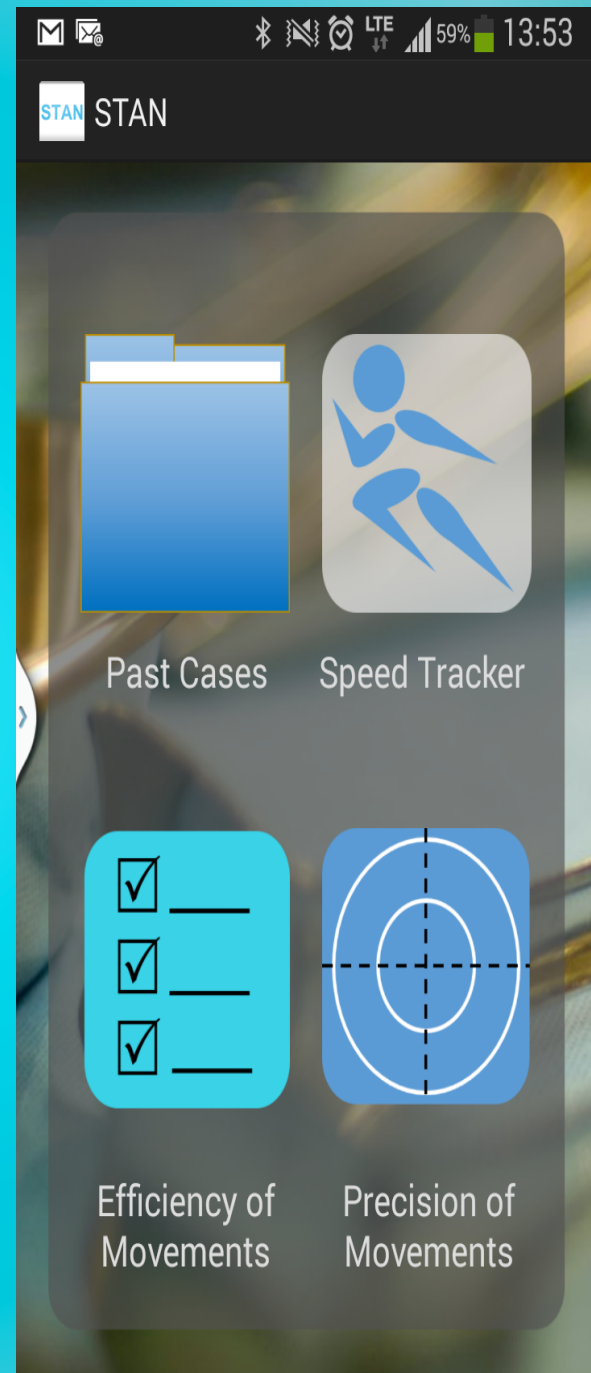 LTE 59% 13:53
STAN STAN
Past Cases Speed Tracker
Efficiency of Movements
Precision of Movements